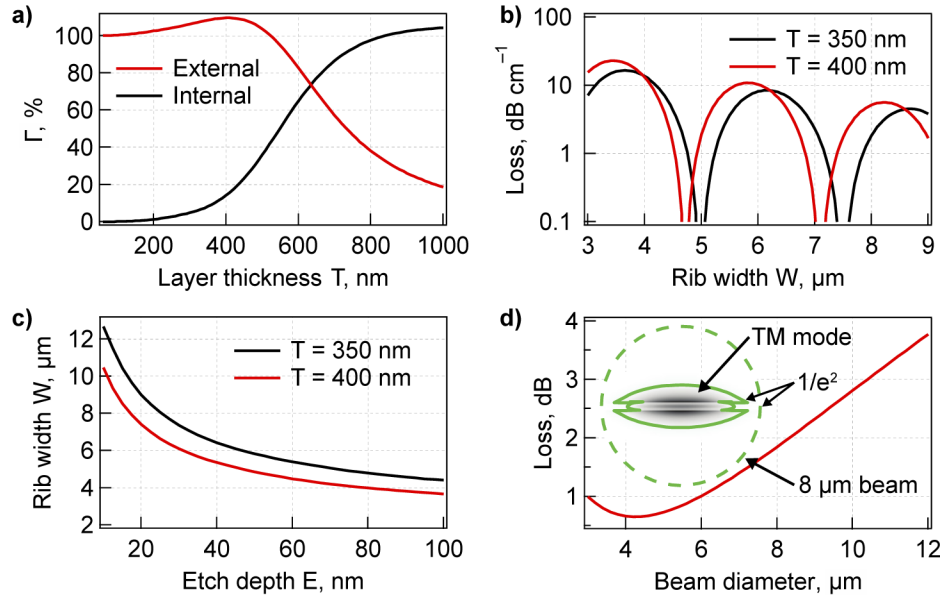 a)
Γ, %
100
80
60
40
20
0
External
Internal
200 400 600 800 1000
Layer thickness T, nm
b)
Loss, dB cm⁻¹
100
10
1
0.1
T = 350 nm
T = 400 nm
3 4 5 6 7 8 9
Rib width W, μm
c)
Rib width W, μm
12
10
8
6
4
2
T = 350 nm
T = 400 nm
20 40 60 80 100
Etch depth E, nm
d)
Loss, dB
4
3
2
1
TM mode
1/e²
8 μm beam
4 6 8 10 12
Beam diameter, μm